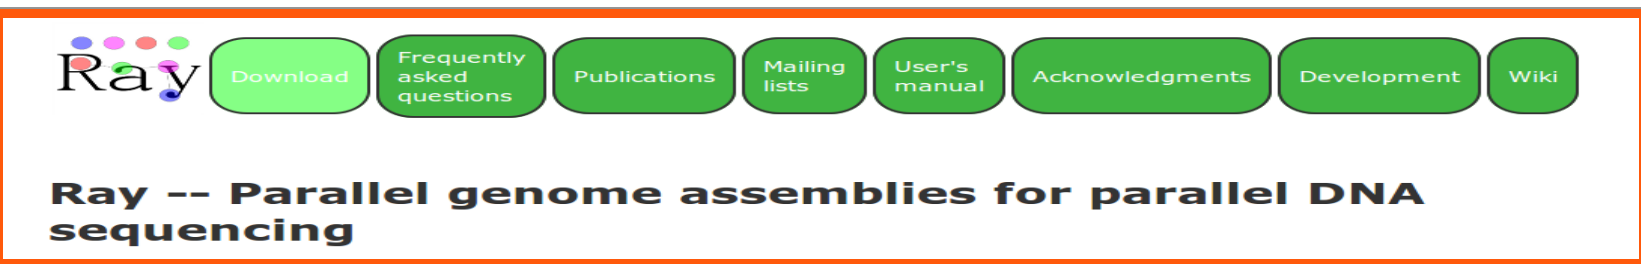 Ray
Download
Frequently
asked
questions
Publications
Mailing
lists
User's
manual
Acknowledgments
Development
Wiki
Ray -- Parallel genome assemblies for parallel DNA
sequencing